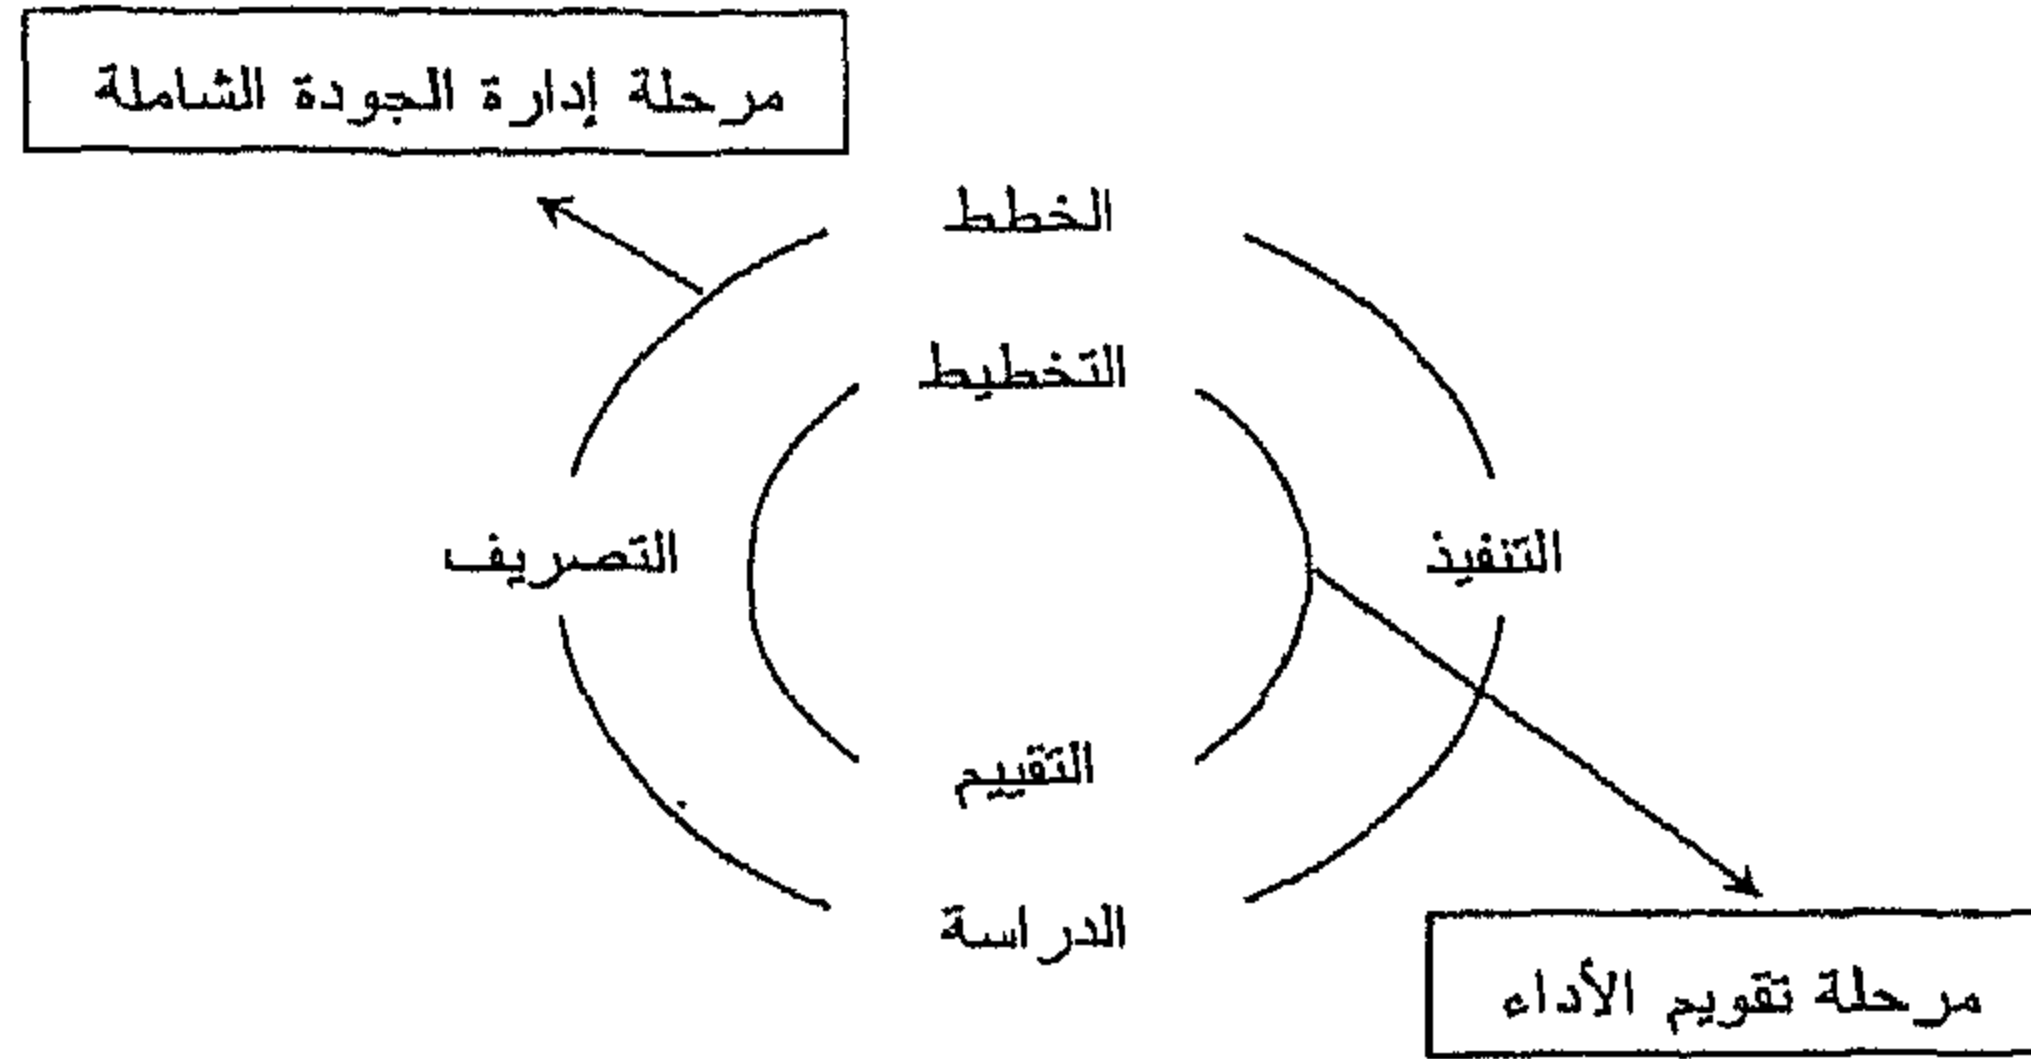 مرحلة إدارة الجودة الشاملة
الخطط
التخطيط
التنفيذ
التصريف
التقييم
الدراسة
مرحلة تقويم الأداء